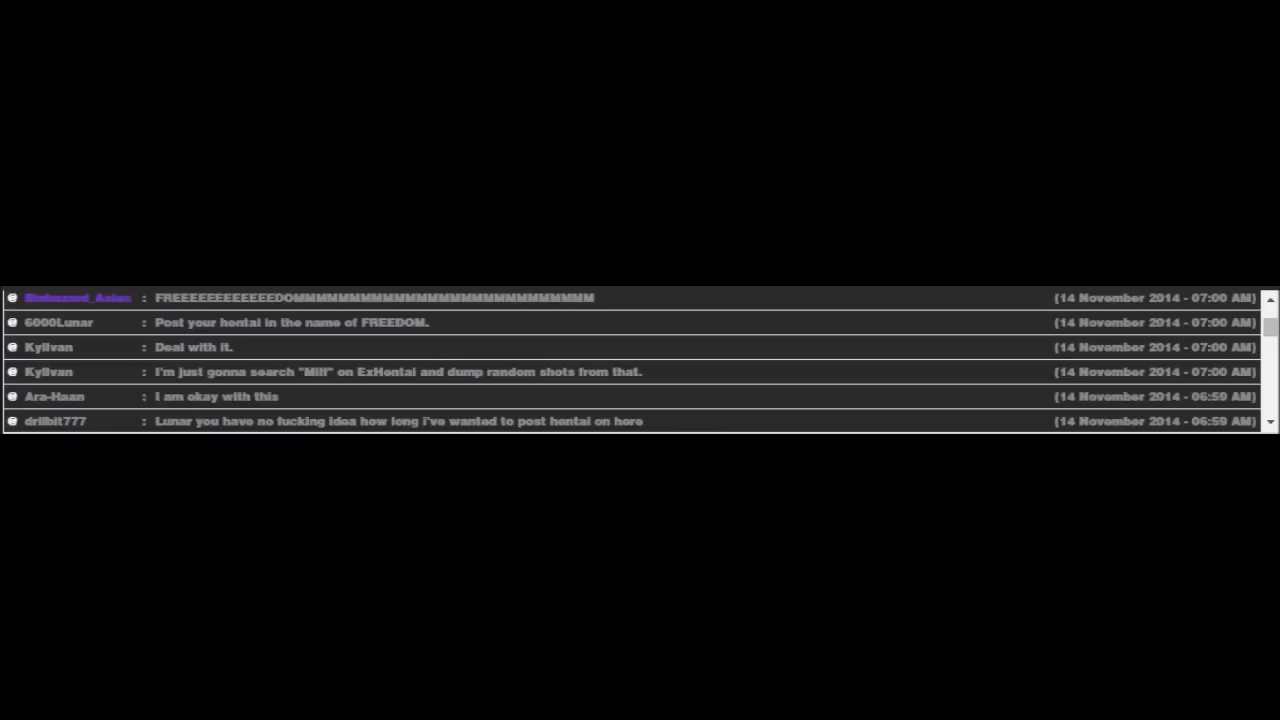 @ Biohazard_Asian : FREEEEEEEEEEEEDOMMMMMMMMMMMMMMMMMMMMMMMMMMM (14 November 2014 - 07:00 AM)
@ 6000Lunar : Post your hentai in the name of FREEDOM. (14 November 2014 - 07:00 AM)
@ Kyllvan : Deal with it. (14 November 2014 - 07:00 AM)
@ Kyllvan : I'm just gonna search "Milf" on ExHentai and dump random shots from that. (14 November 2014 - 07:00 AM)
@ Ara-Haan : I am okay with this (14 November 2014 - 06:59 AM)
@ drillbit777 : Lunar you have no fucking idea how long i've wanted to post hentai on here (14 November 2014 - 06:59 AM)